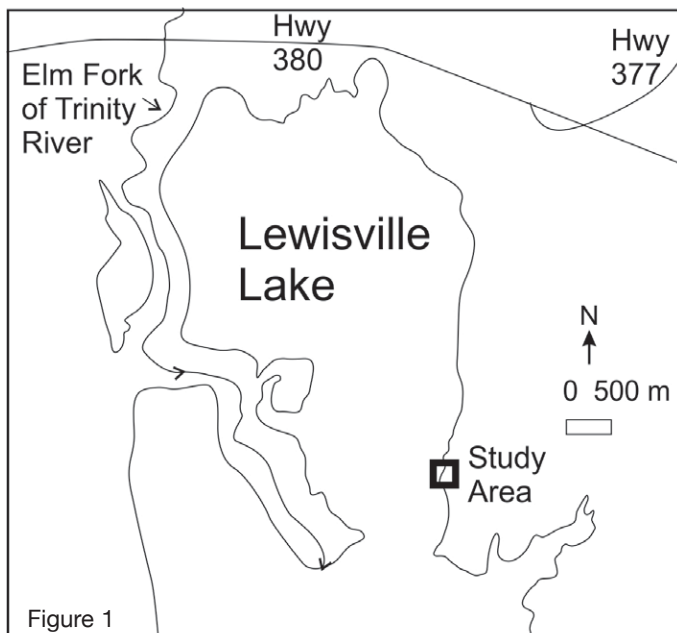 Hwy
380
Hwy
377
Elm Fork
of Trinity
River
Lewisville
Lake
N
0 500 m
Study
Area
Figure 1